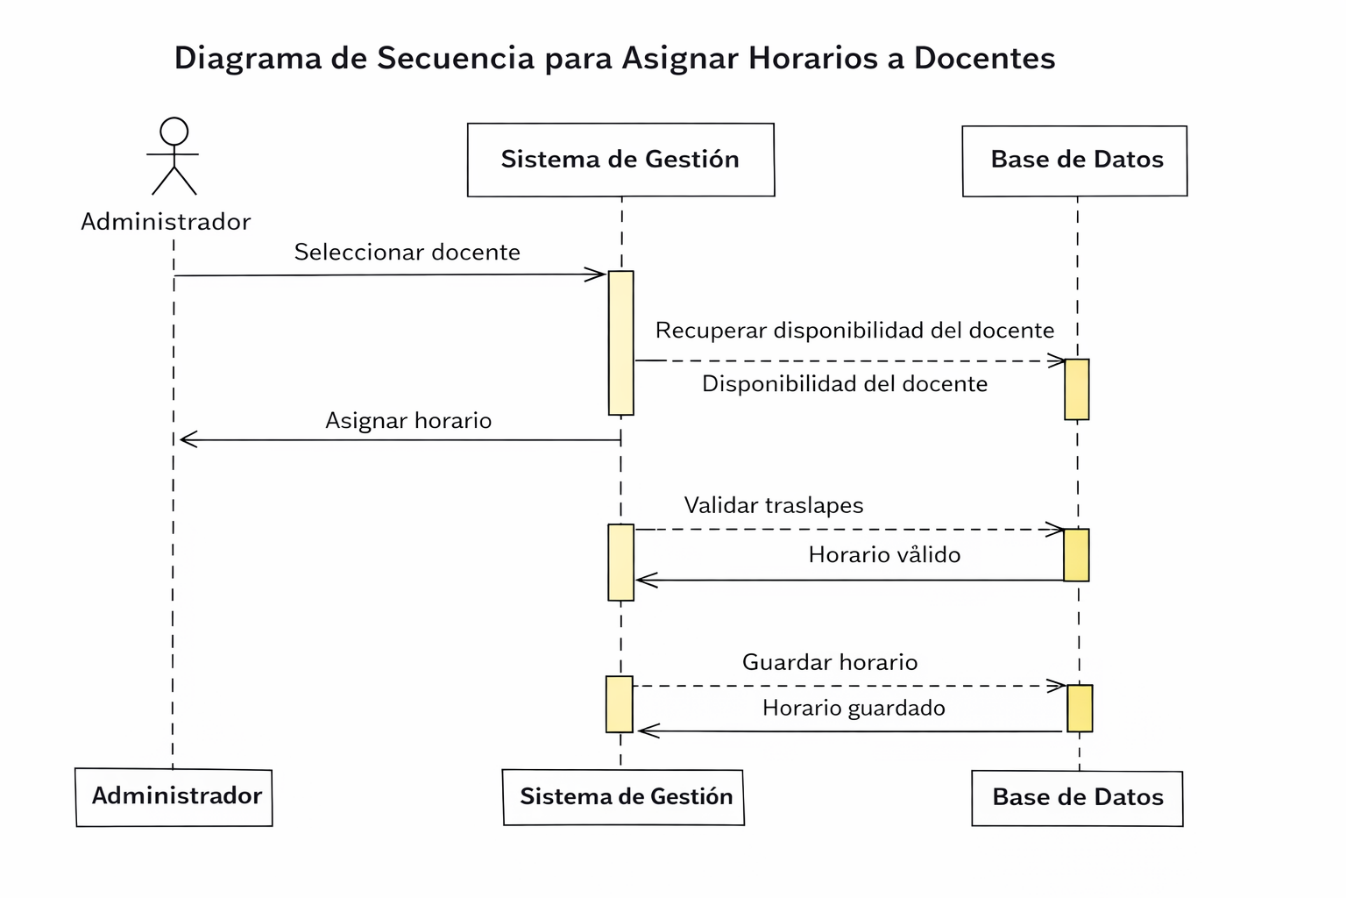 Diagrama de Secuencia para Asignar Horarios a Docentes
Sistema de Gestión
Base de Datos
Administrador
Seleccionar docente
Recuperar disponibilidad del docente
Disponibilidad del docente
Asignar horario
Validar traslapes
Horario vålido
Guardar horario
Horario guardado
Administrador
Sistema de Gestión
Base de Datos